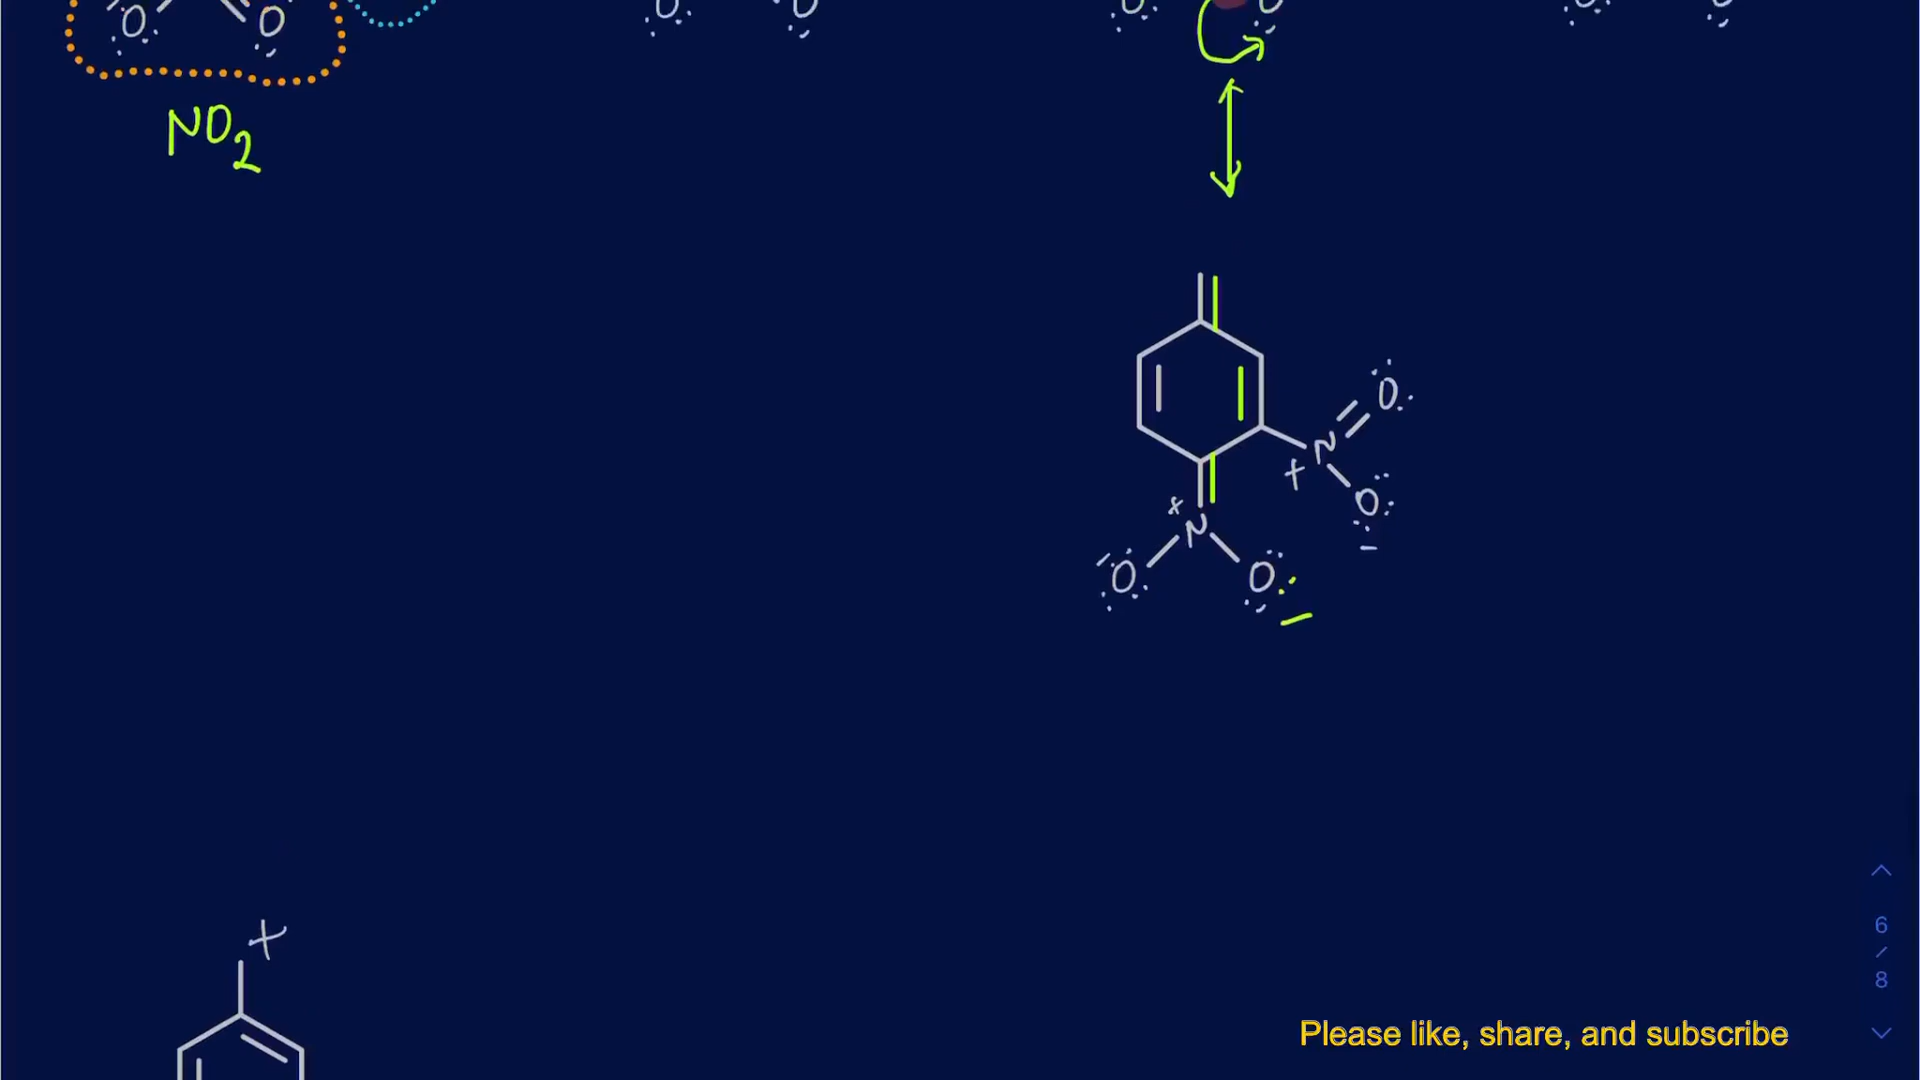 O O O O O O O O
NO2
O
N
+
O
+
N
-
O O
-
-
+
6
/
8
Please like, share, and subscribe